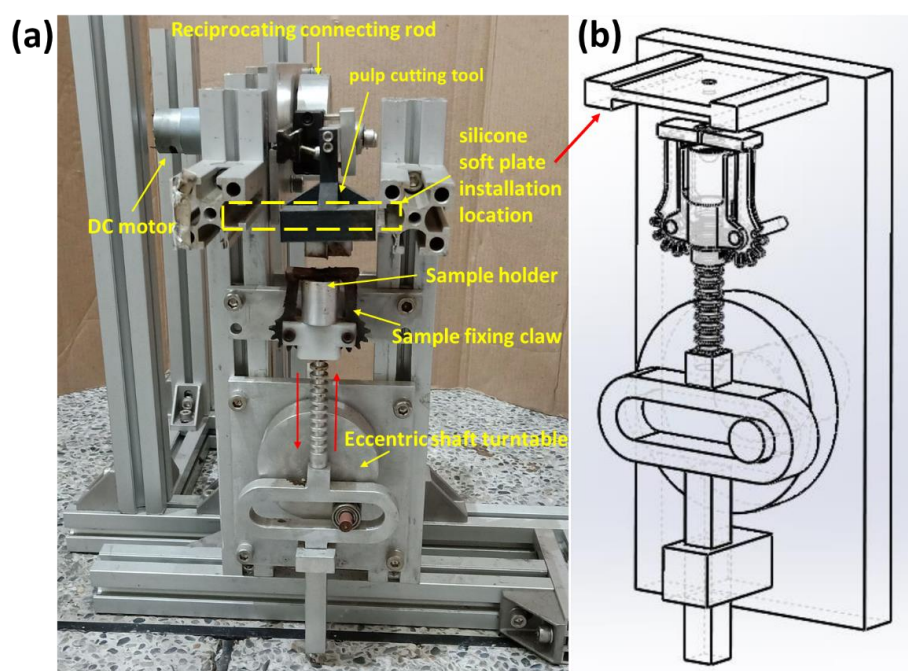 (a)
Reciprocating connecting rod
pulp cutting tool
silicone
soft plate
installation
location
DC motor
Sample holder
Sample fixing claw
Eccentric shaft turntable
(b)